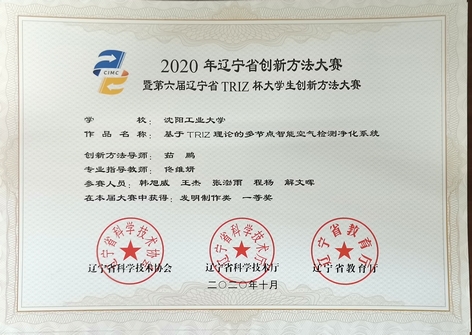 CIMC
2020 年辽宁省创新方法大赛
暨第六届辽宁省 TRIZ 杯大学生创新方法大赛
学 校: 沈阳工业大学
作 品 名 称: 基于TRIZ理论的多节点智能空气检测净化系统
创新方法导师: 茹 鹏
专业指导教师: 佟维妍
参赛人员: 韩旭威 王杰 张渤雨 程杨 解文晖
在本届大赛中获得: 发明制作类 一等奖
辽宁省科学技术协会 辽宁省科学技术厅 辽宁省教育厅
辽宁省科学技术协会 辽宁省科学技术厅 辽宁省教育厅
二〇二〇年十月